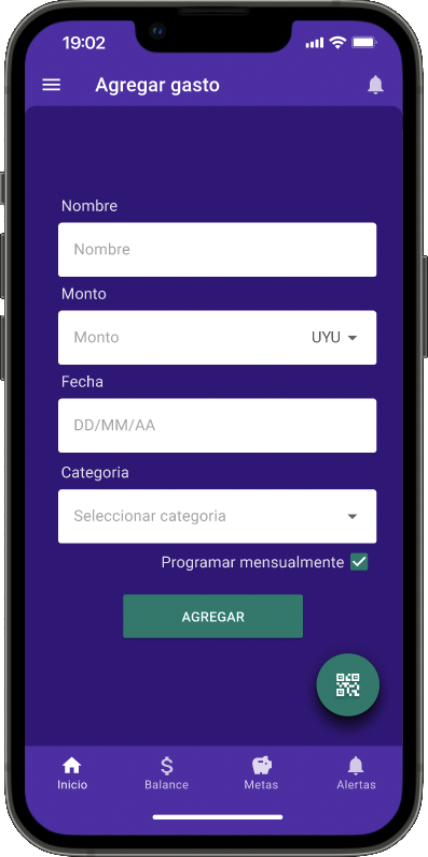 19:02
Agregar gasto
Nombre
Nombre
Monto
Monto UYU
Fecha
DD/MM/AA
Categoria
Seleccionar categoria
Programar mensualmente
AGREGAR
Inicio Balance Metas Alertas